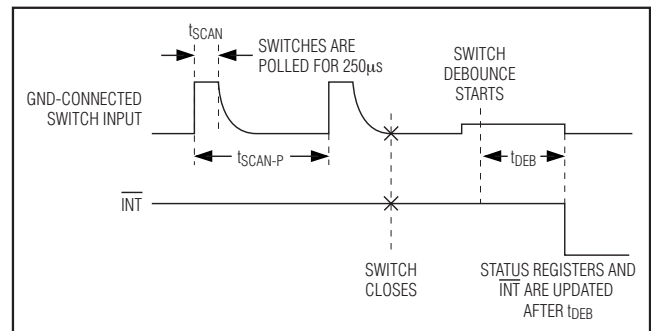 tSCAN
SWITCHES ARE
POLLED FOR 250μs
SWITCH
DEBOUNCE
STARTS
GND-CONNECTED
SWITCH INPUT
tSCAN-P
tDEB
INT
SWITCH
CLOSES
STATUS REGISTERS AND
INT ARE UPDATED
AFTER tDEB